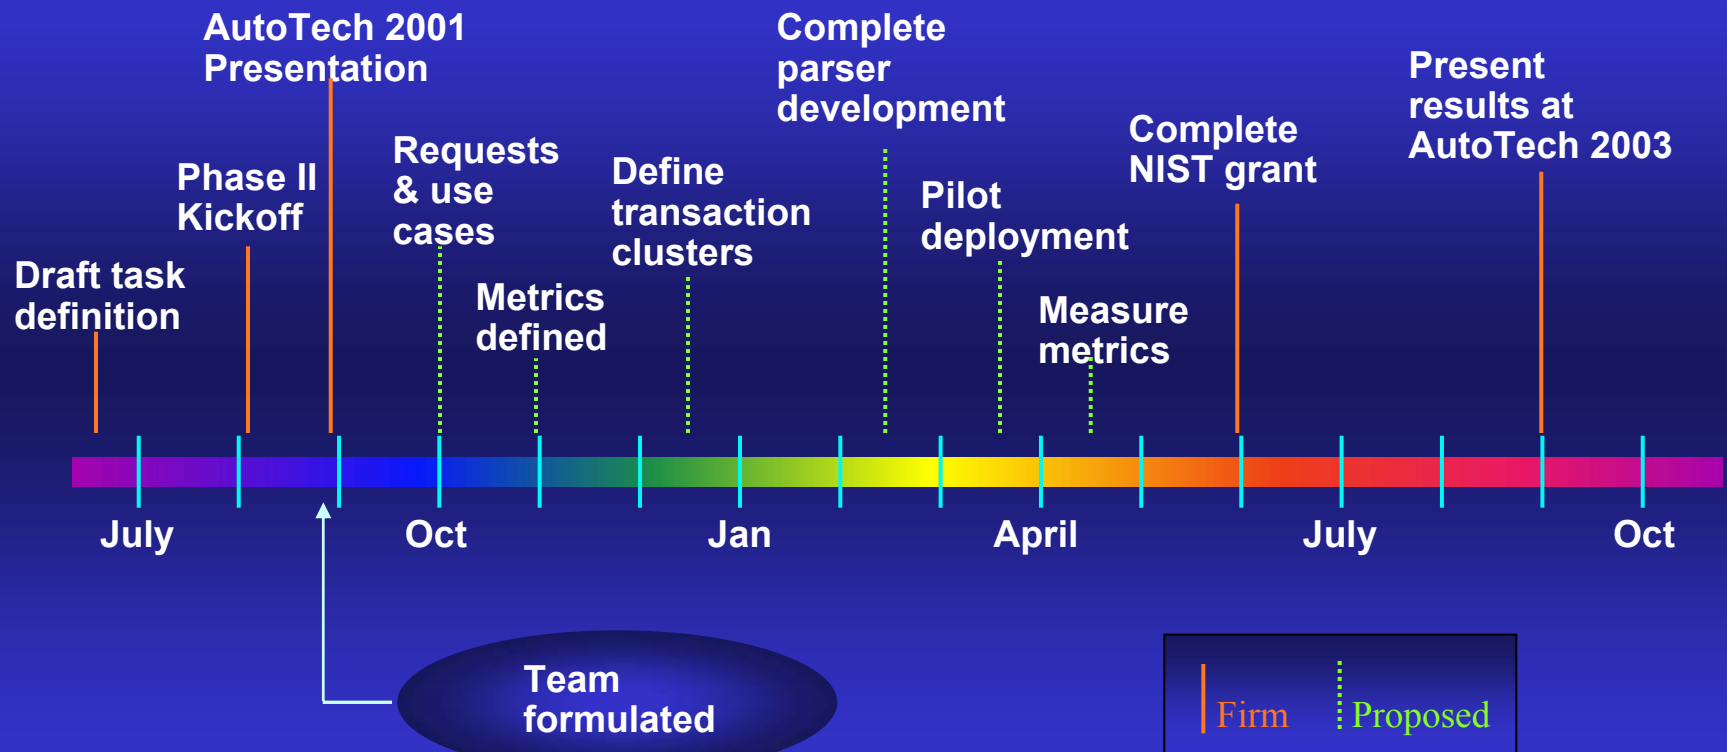 AutoTech 2001
Presentation
Complete
parser
development
Present
results at
AutoTech 2003
Complete
NIST grant
Requests
& use
cases
Define
transaction
clusters
Phase II
Kickoff
Pilot
deployment
Draft task
definition
Metrics
defined
Measure
metrics
July
Oct
Jan
April
July
Oct
Team
formulated
Firm
Proposed